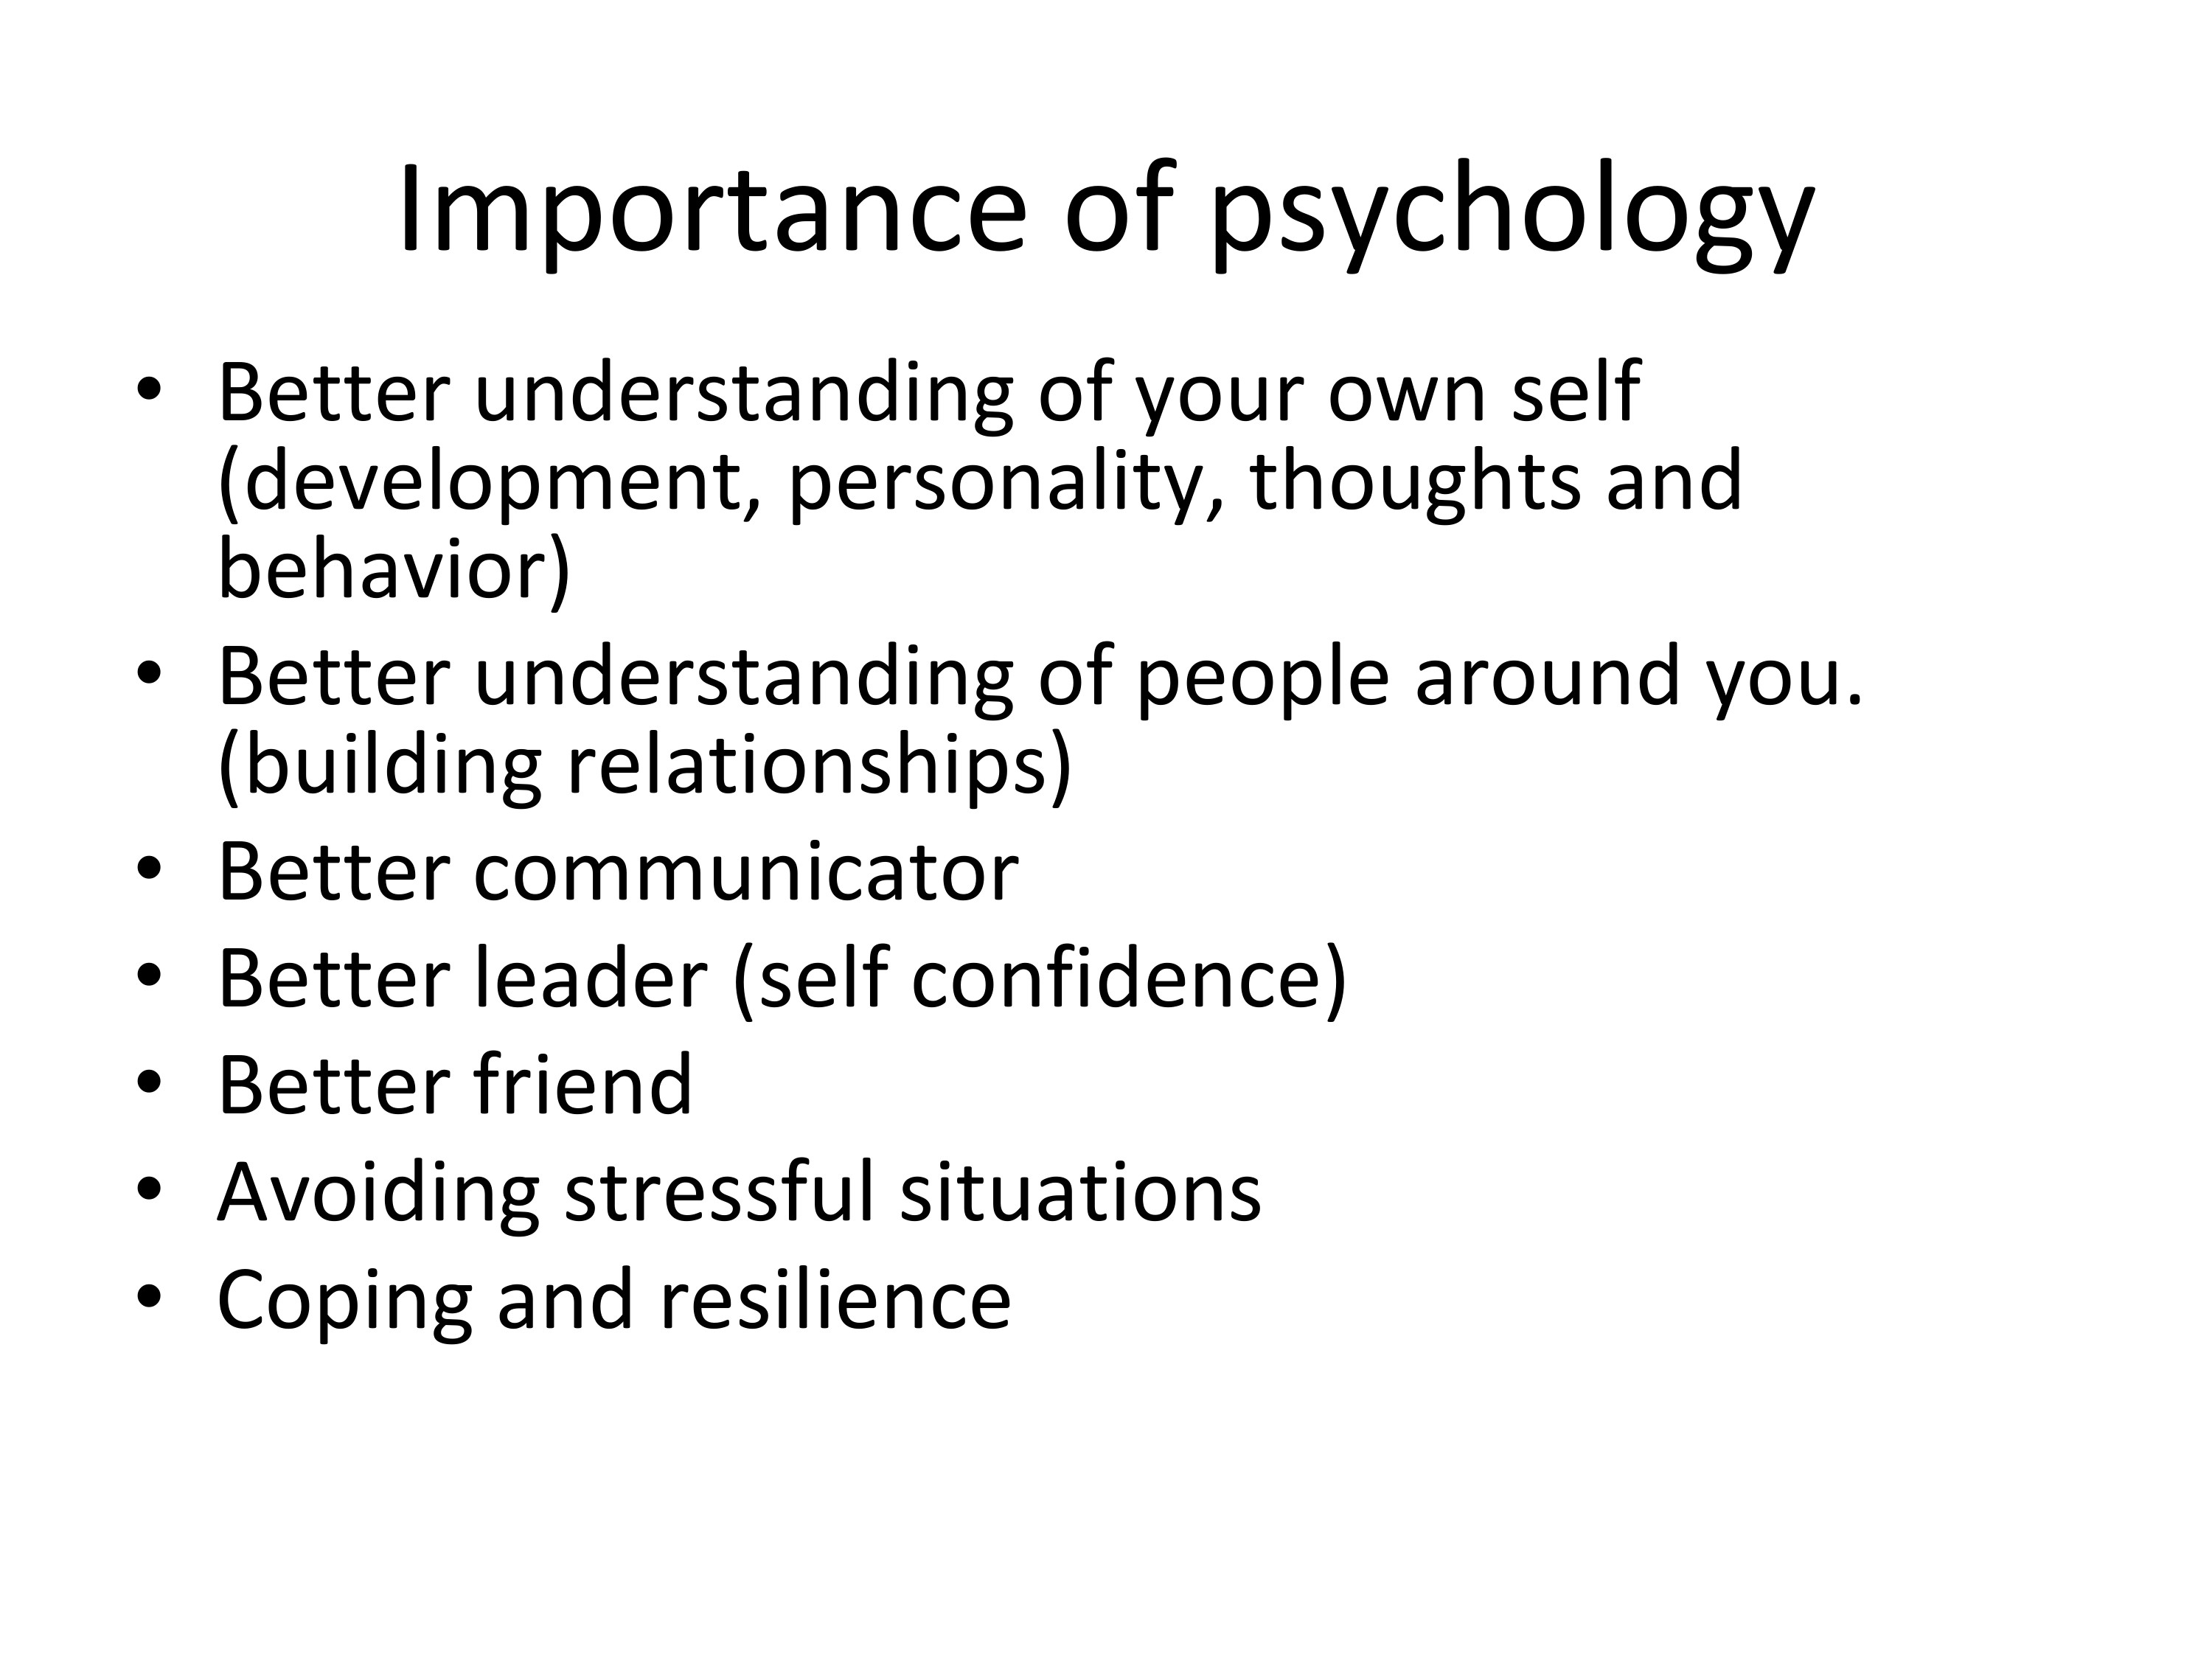 Importance of psychology
• Better understanding of your own self
(development, personality, thoughts and
behavior)
• Better understanding of people around you.
(building relationships)
• Better communicator
• Better leader (self confidence)
• Better friend
• Avoiding stressful situations
• Coping and resilience